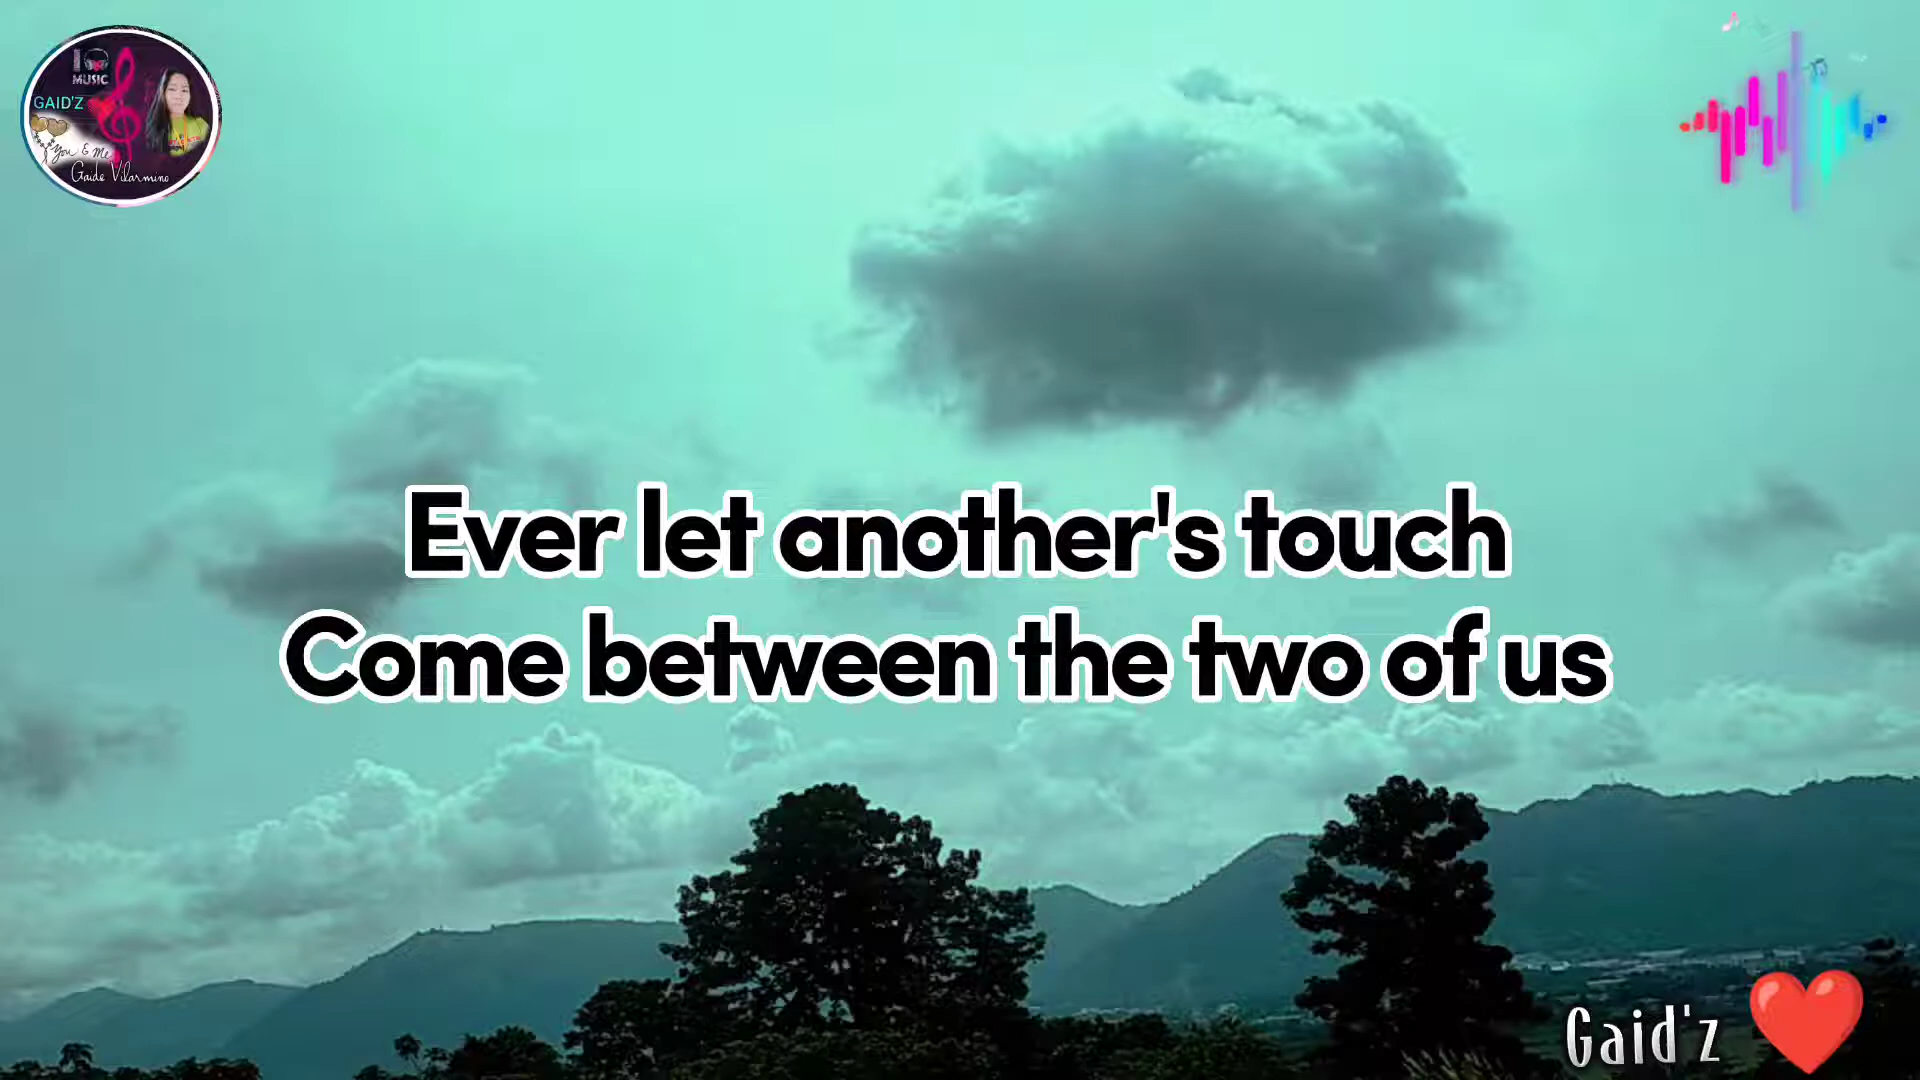 I
MUSIC
GAID'Z
You & Me
Gaide Vilarmino
Ever let another's touch
Come between the two of us
Gaid'z